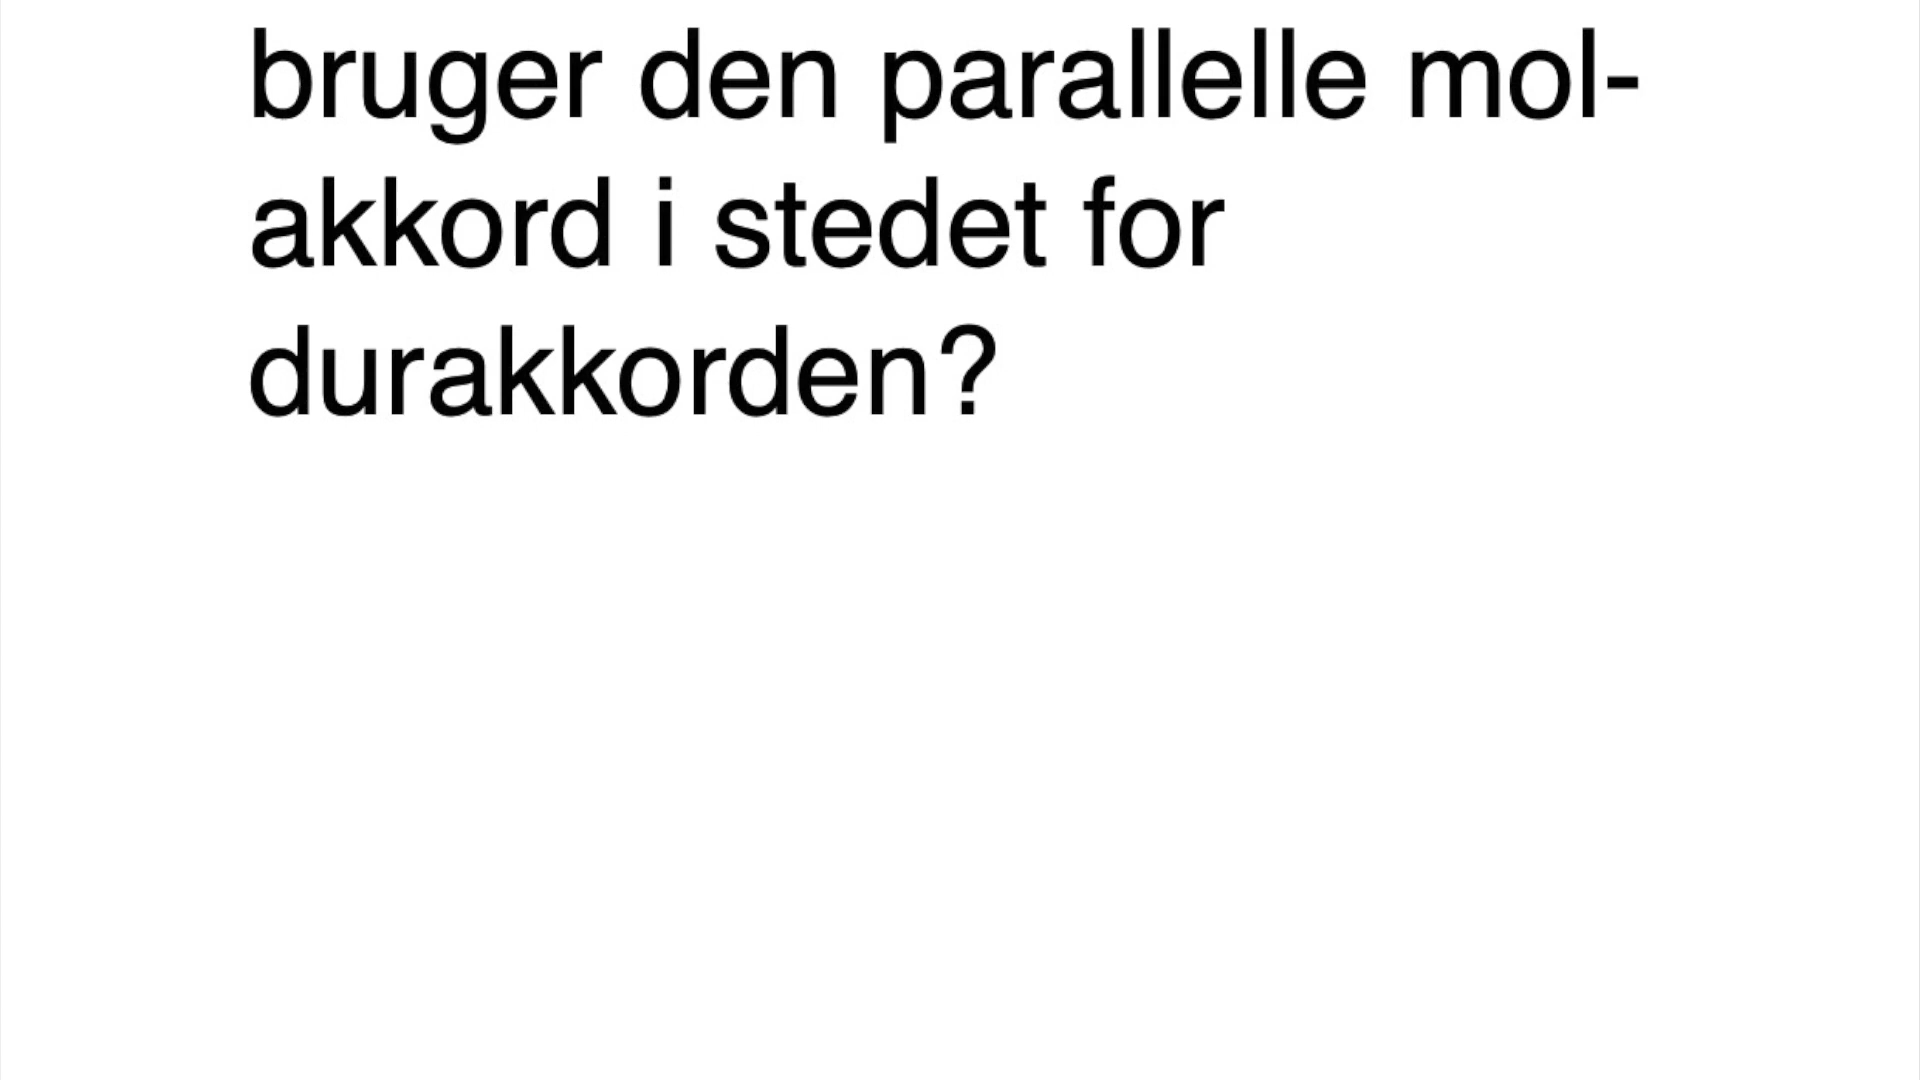 bruger den parallelle mol-
akkord i stedet for
durakkorden?